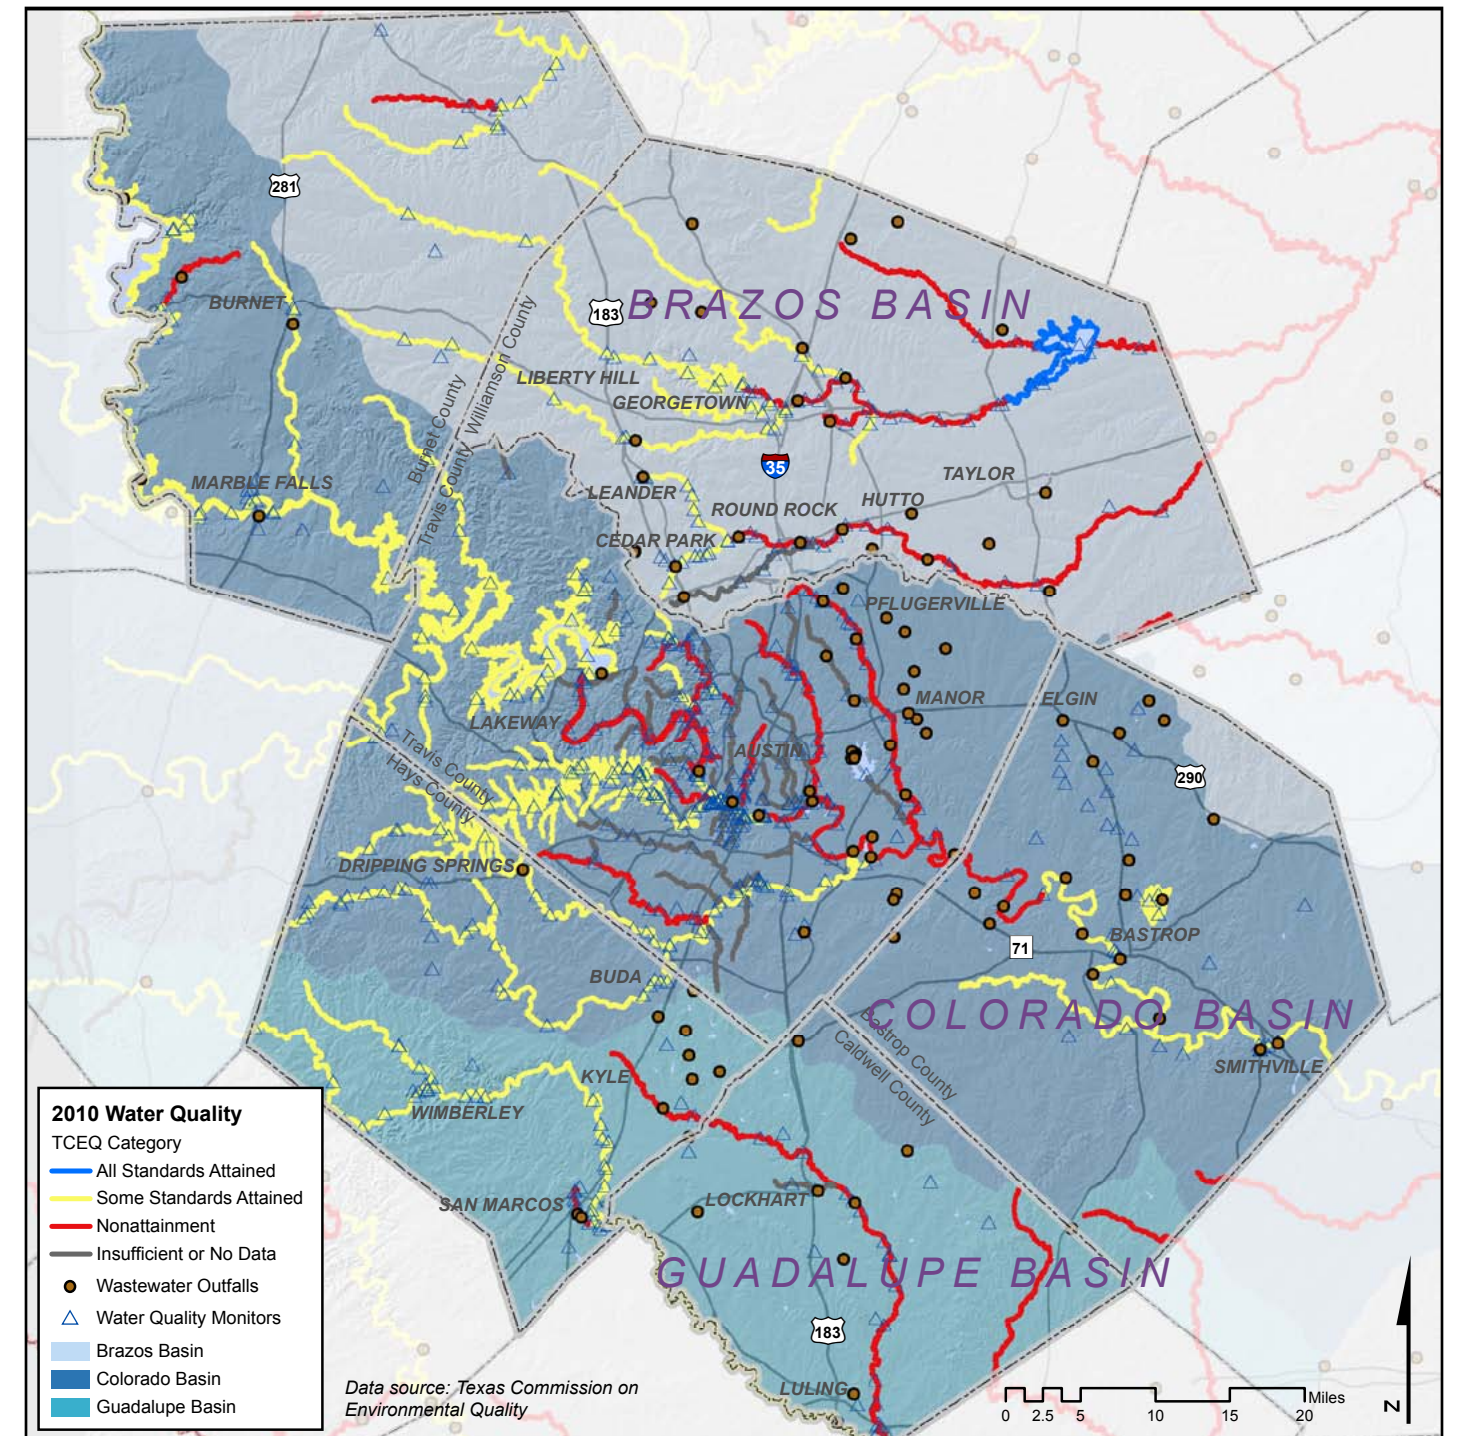 281
BURNET
183
BRAZOS BASIN
Burnet County
Williamson County
Travis County
LIBERTY HILL
GEORGETOWN
35
MARBLE FALLS
LEANDER
ROUND ROCK
HUTTO
TAYLOR
CEDAR PARK
PFLUGERVILLE
LAKEWAY
MANOR
ELGIN
AUSTIN
290
Travis County
Hays County
DRIPPING SPRINGS
BASTROP
71
BUDA
COLORADO BASIN
Bastrop County
Caldwell County
SMITHVILLE
KYLE
WIMBERLEY
SAN MARCOS
LOCKHART
GUADALUPE BASIN
183
LULING
2010 Water Quality
TCEQ Category
All Standards Attained
Some Standards Attained
Nonattainment
Insufficient or No Data
Wastewater Outfalls
Water Quality Monitors
Brazos Basin
Colorado Basin
Guadalupe Basin
Data source: Texas Commission on
Environmental Quality
Miles
0 2.5 5 10 15 20
N